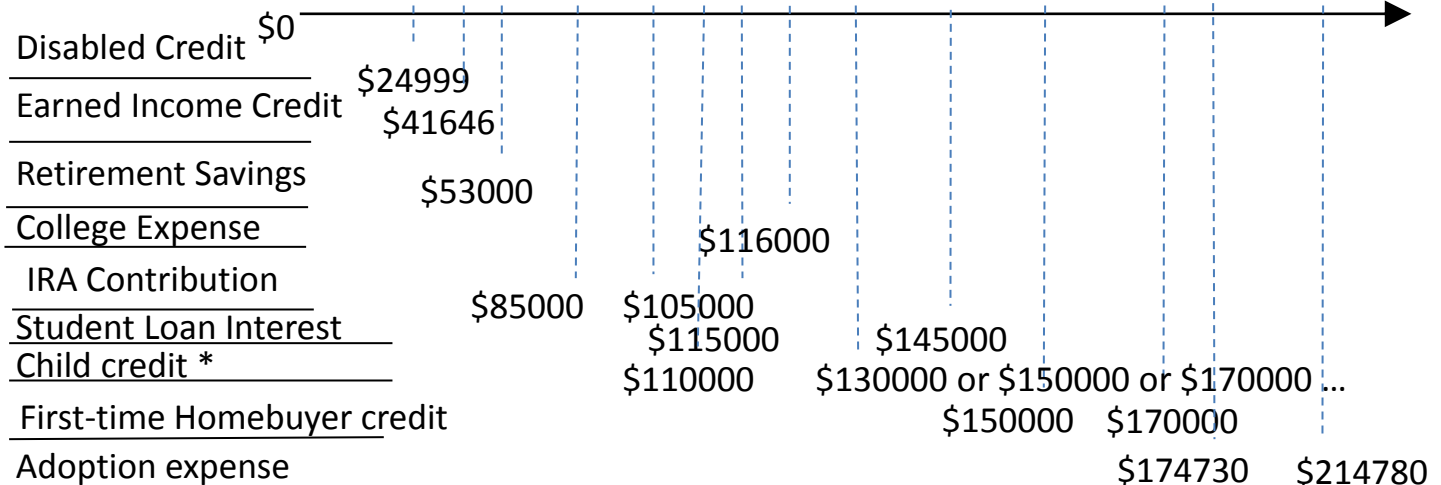 $0
Disabled Credit
$24999
Earned Income Credit
$41646
Retirement Savings
$53000
College Expense
$116000
IRA Contribution
$85000 $105000
Student Loan Interest
$115000 $145000
Child credit *
$110000 $130000 or $150000 or $170000 ...
First-time Homebuyer credit
$150000 $170000
Adoption expense
$174730 $214780